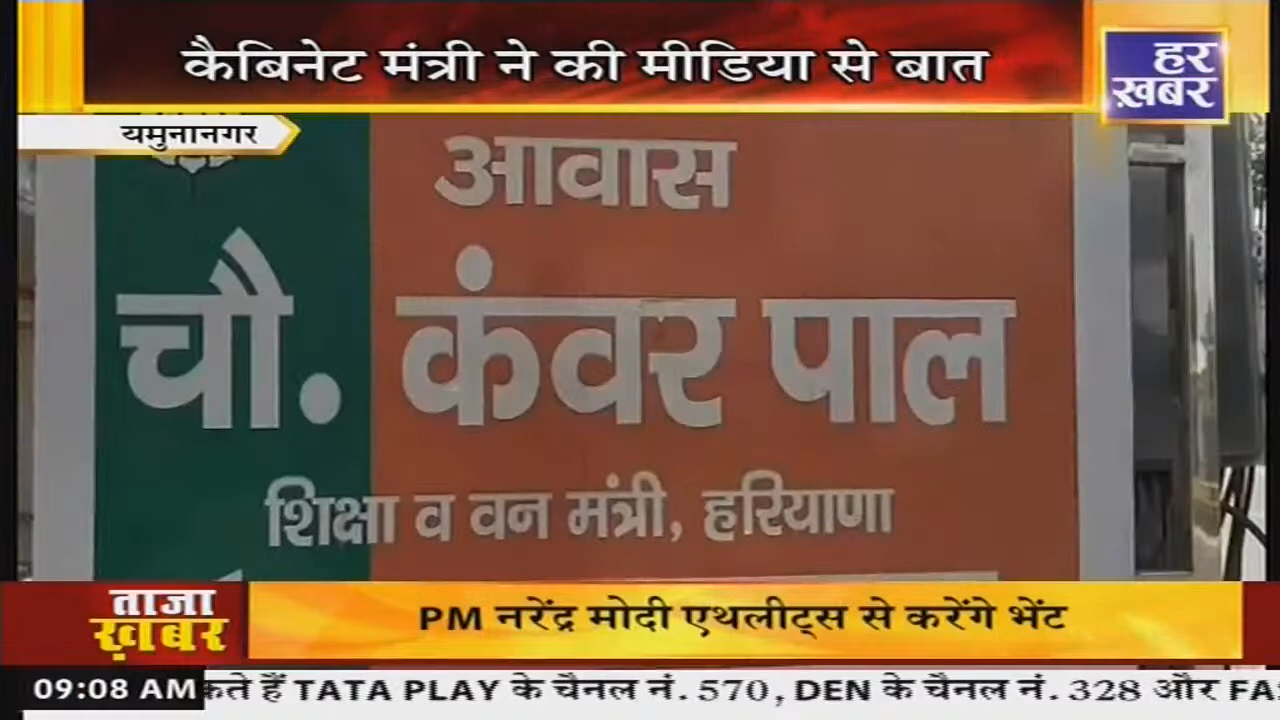 कैबिनेट मंत्री ने की मीडिया से बात
हर
ख़बर
यमुनानगर
आवास
चौ. कंवर पाल
शिक्षा व वन मंत्री, हरियाणा
ताजा
ख़बर
PM नरेंद्र मोदी एथलीट्स से करेंगे भेंट
09:08 AM
कते हैं TATA PLAY के चैनल नं. 570, DEN के चैनल नं. 328 और